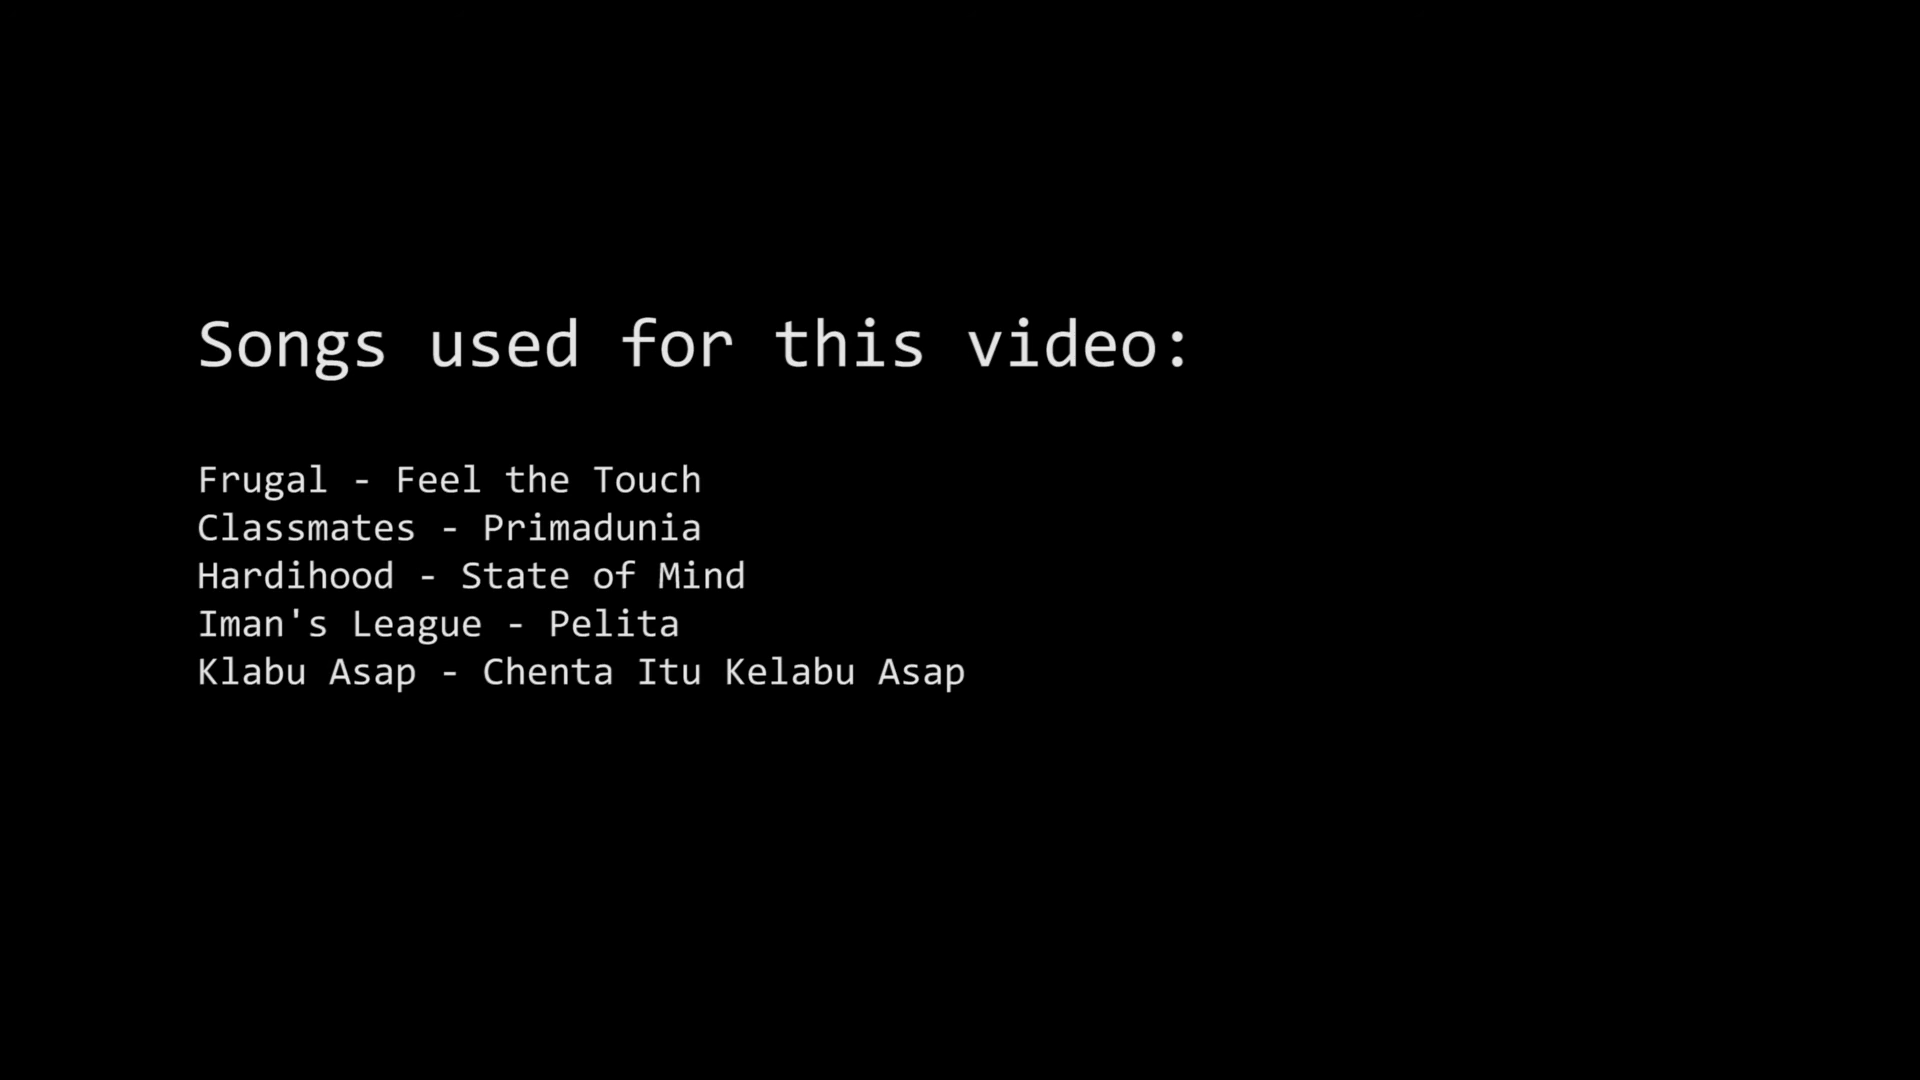 Songs used for this video:
Frugal - Feel the Touch
Classmates - Primadunia
Hardihood - State of Mind
Iman's League - Pelita
Klabu Asap - Chenta Itu Kelabu Asap